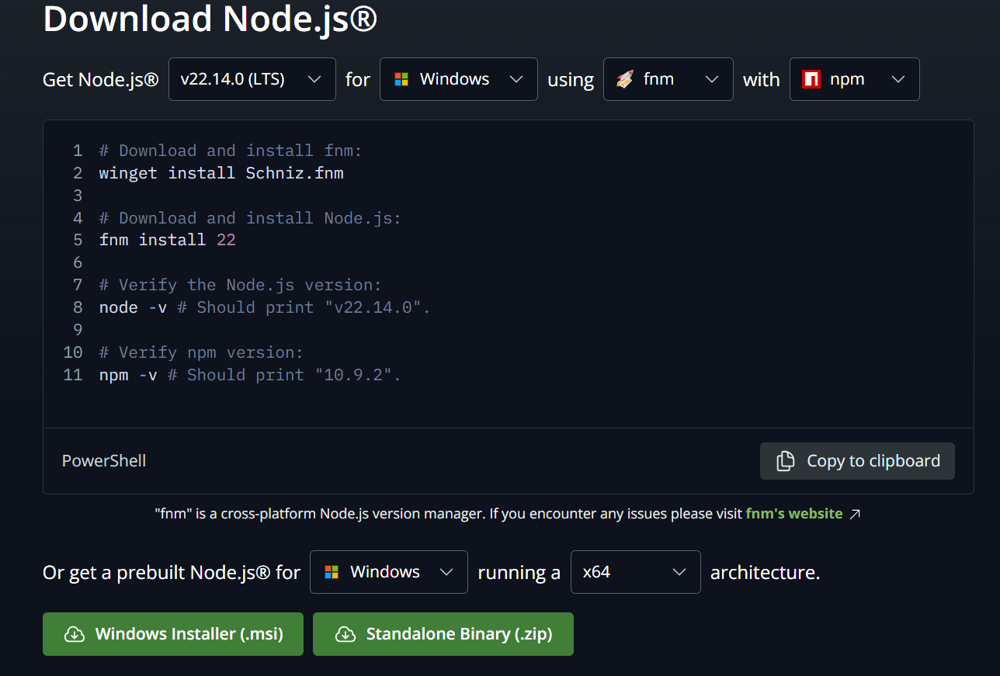 Download Node.js®
Get Node.js® v22.14.0 (LTS) for Windows using fnm with npm
1 # Download and install fnm:
2 winget install Schniz.fnm
3
4 # Download and install Node.js:
5 fnm install 22
6
7 # Verify the Node.js version:
8 node -v # Should print "v22.14.0".
9
10 # Verify npm version:
11 npm -v # Should print "10.9.2".
PowerShell Copy to clipboard
"fnm" is a cross-platform Node.js version manager. If you encounter any issues please visit fnm's website
Or get a prebuilt Node.js® for Windows running a x64 architecture.
Windows Installer (.msi) Standalone Binary (.zip)